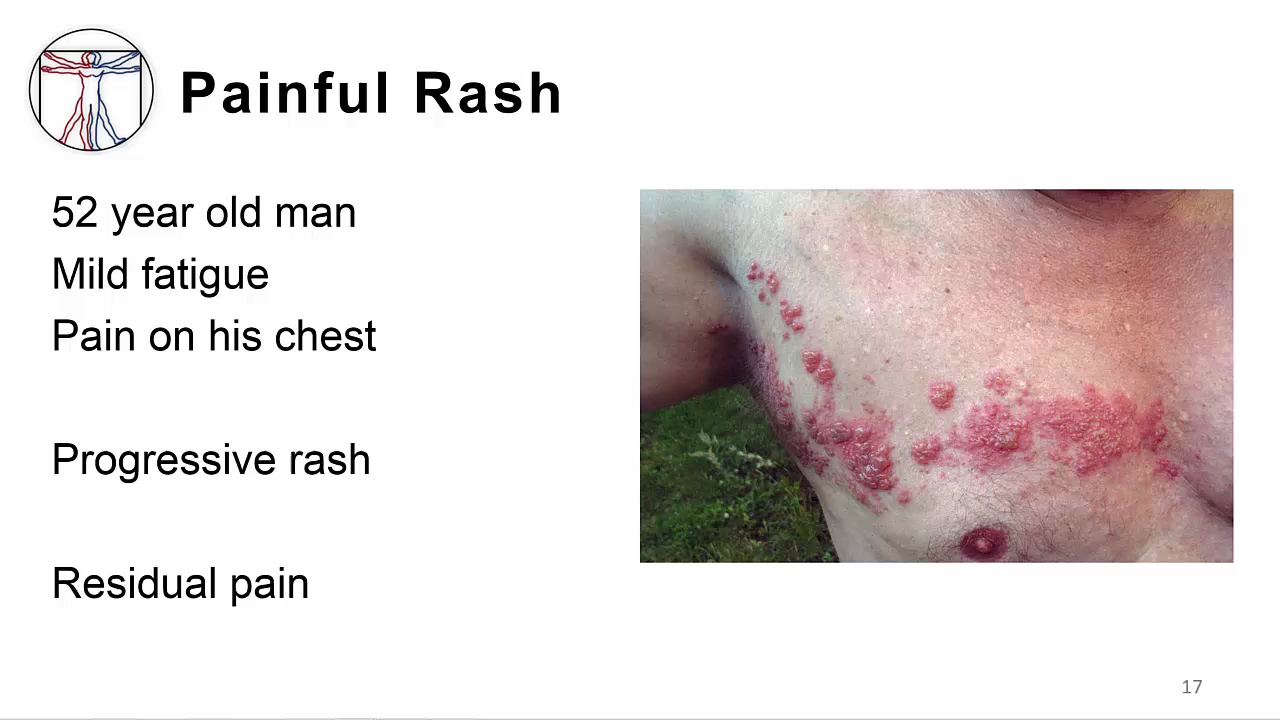 Painful Rash
52 year old man
Mild fatigue
Pain on his chest
Progressive rash
Residual pain
17